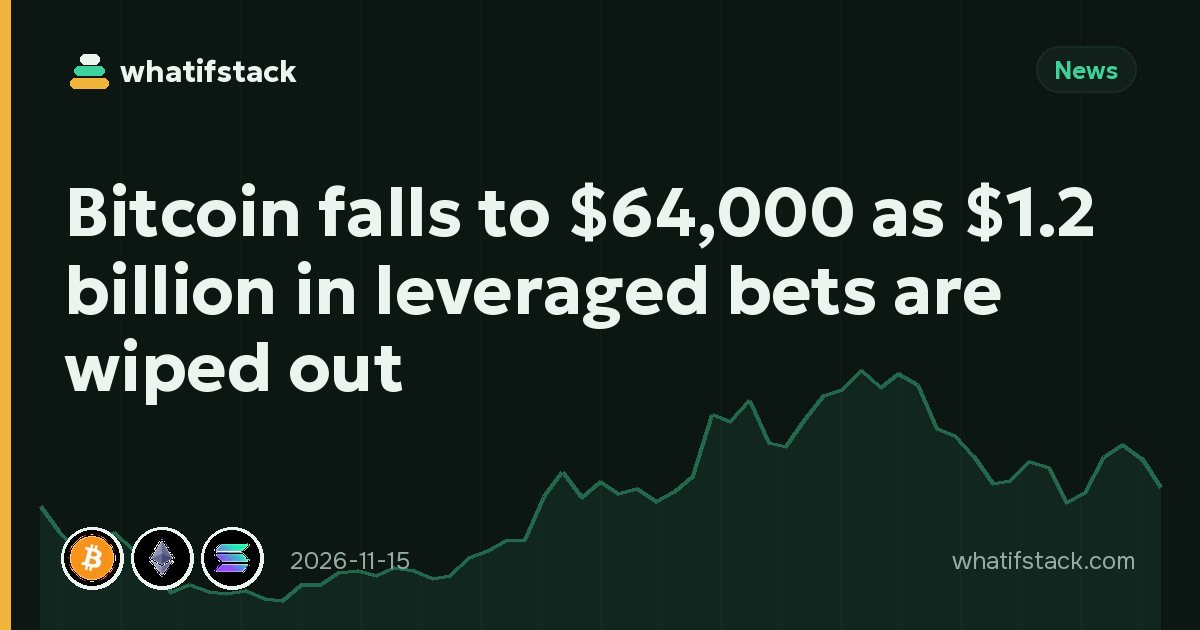 whatifstack
News
Bitcoin falls to $64,000 as $1.2
billion in leveraged bets are
wiped out
2026-11-15
whatifstack.com